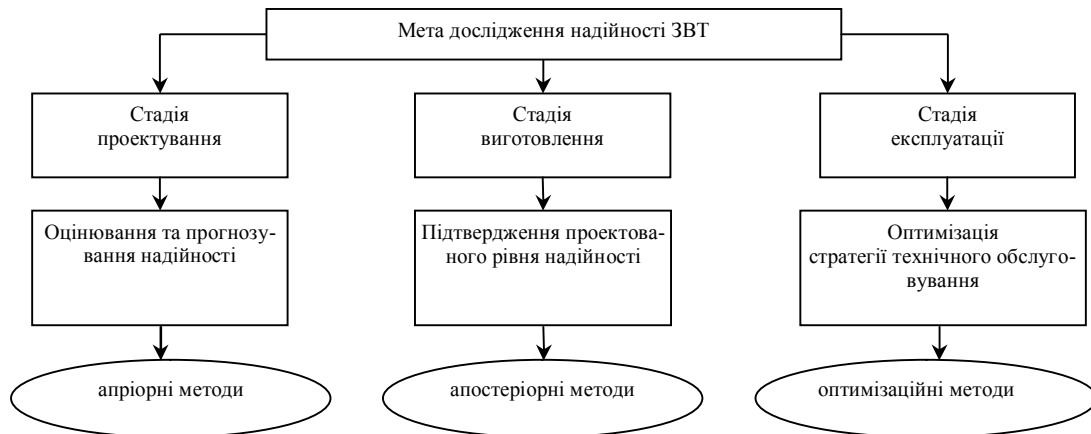 Мета дослідження надійності ЗВТ
Стадія
проектування
Стадія
виготовлення
Стадія
експлуатації
Оцінювання та прогнозу-
вання надійності
Підтвердження проектова-
ного рівня надійності
Оптимізація
стратегії технічного обслуго-
вування
апріорні методи
апостеріорні методи
оптимізаційні методи